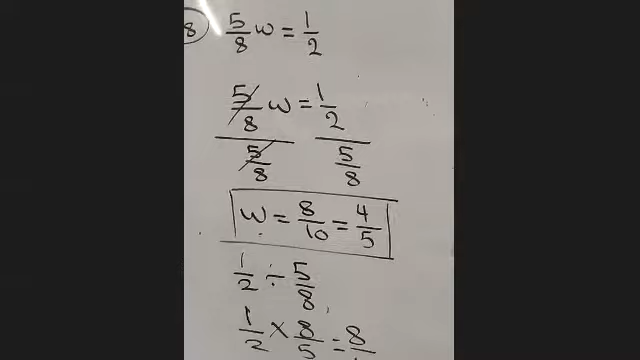 8 5/8 w = 1/2
5/8 w = 1/2
5/8 5/8
w = 8/10 = 4/5
1/2 ÷ 5/8
1/2 × 8/5 = 8/